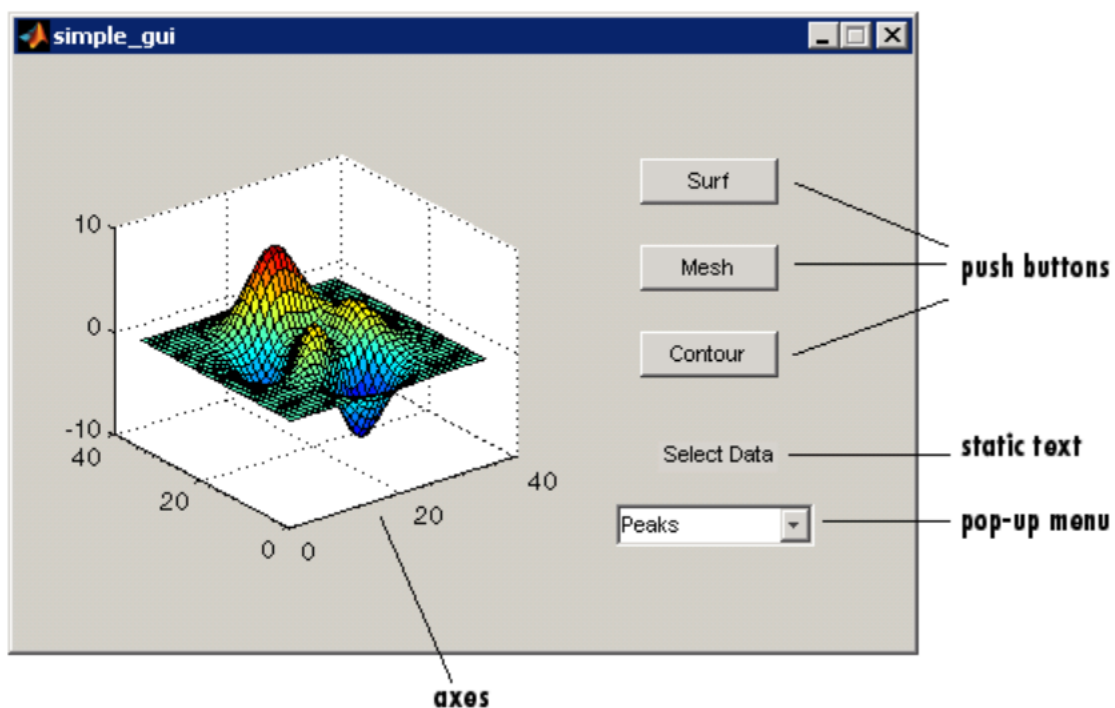 simple_gui
Surf
Mesh
Contour
push buttons
Select Data
static text
Peaks
pop-up menu
10
0
-10
40
20
0
0
20
40
axes